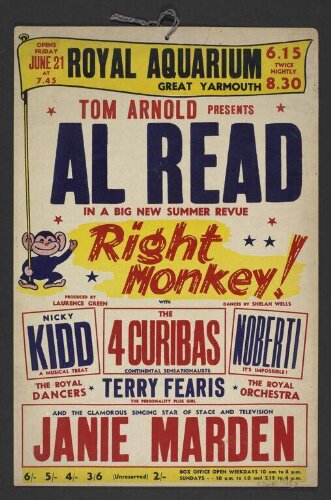 OPENS
FRIDAY
JUNE 21
AT
7.45
ROYAL AQUARIUM
GREAT YARMOUTH
6.15
TWICE
NIGHTLY
8.30
TOM ARNOLD PRESENTS
AL READ
IN A BIG NEW SUMMER REVUE
Right
Monkey!
PRODUCED BY
LAURENCE GREEN
with
DANCES BY SHELAH WELLS
NICKY
KIDD
A MUSICAL TREAT
THE
4 CURIBAS
CONTINENTAL SENSATIONALISTS
NOBERTI
IT'S IMPOSSIBLE!
THE ROYAL
DANCERS
TERRY FEARIS
THE PERSONALITY PLUS GIRL
THE ROYAL
ORCHESTRA
AND THE GLAMOROUS SINGING STAR OF STAGE AND TELEVISION
JANIE MARDEN
6/- 5/- 4/- 3/6 (Unreserved) 2/-
BOX OFFICE OPEN WEEKDAYS 10 am to 8 p.m.
SUNDAYS - - 10 a.m. to 1.0 and 2.15 to 4 p.m.